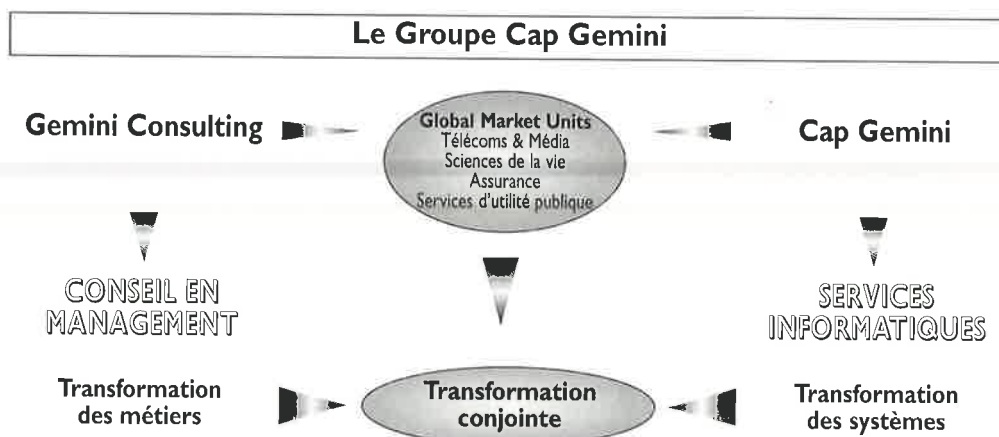 Le Groupe Cap Gemini
Gemini Consulting
Global Market Units
Télécoms & Média
Sciences de la vie
Assurance
Services d'utilité publique
Cap Gemini
CONSEIL EN
MANAGEMENT
SERVICES
INFORMATIQUES
Transformation
des métiers
Transformation
conjointe
Transformation
des systèmes